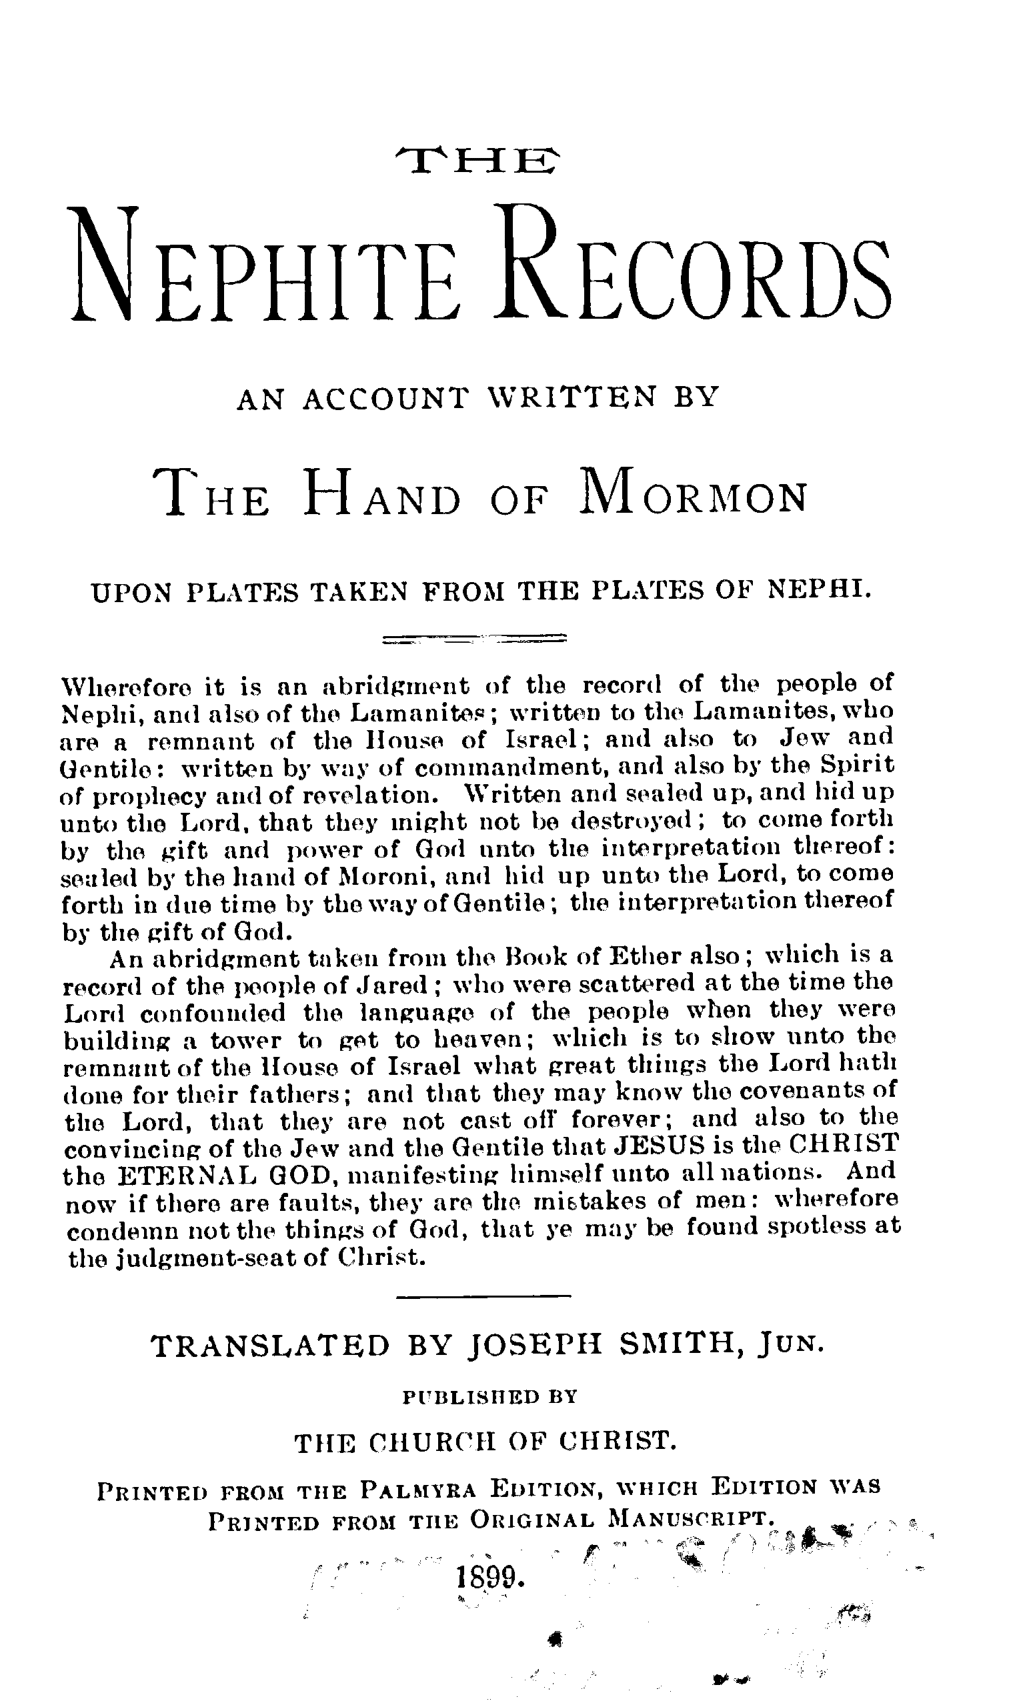 THE
NEPHITE RECORDS
AN ACCOUNT WRITTEN BY
THE HAND OF MORMON
UPON PLATES TAKEN FROM THE PLATES OF NEPHI.
Wherefore it is an abridgment of the record of the people of
Nephi, and also of the Lamanites; written to the Lamanites, who
are a remnant of the House of Israel; and also to Jew and
Gentile: written by way of commandment, and also by the Spirit
of prophecy and of revelation. Written and sealed up, and hid up
unto the Lord, that they might not be destroyed; to come forth
by the gift and power of God unto the interpretation thereof:
sealed by the hand of Moroni, and hid up unto the Lord, to come
forth in due time by the way of Gentile; the interpretation thereof
by the gift of God.
An abridgment taken from the Book of Ether also; which is a
record of the people of Jared; who were scattered at the time the
Lord confounded the language of the people when they were
building a tower to get to heaven; which is to show unto the
remnant of the House of Israel what great things the Lord hath
done for their fathers; and that they may know the covenants of
the Lord, that they are not cast off forever; and also to the
convincing of the Jew and the Gentile that JESUS is the CHRIST
the ETERNAL GOD, manifesting himself unto all nations. And
now if there are faults, they are the mistakes of men: wherefore
condemn not the things of God, that ye may be found spotless at
the judgment-seat of Christ.
TRANSLATED BY JOSEPH SMITH, JUN.
PUBLISHED BY
THE CHURCH OF CHRIST.
PRINTED FROM THE PALMYRA EDITION, WHICH EDITION WAS
PRINTED FROM THE ORIGINAL MANUSCRIPT.
1899.